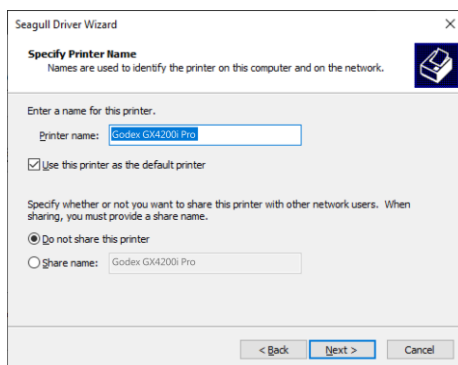 Seagull Driver Wizard
Specify Printer Name
Names are used to identify the printer on this computer and on the network.
Enter a name for this printer.
Printer name: Godex GX4200i Pro
Use this printer as the default printer
Specify whether or not you want to share this printer with other network users. When
sharing, you must provide a share name.
Do not share this printer
Share name: Godex GX4200i Pro
< Back Next > Cancel